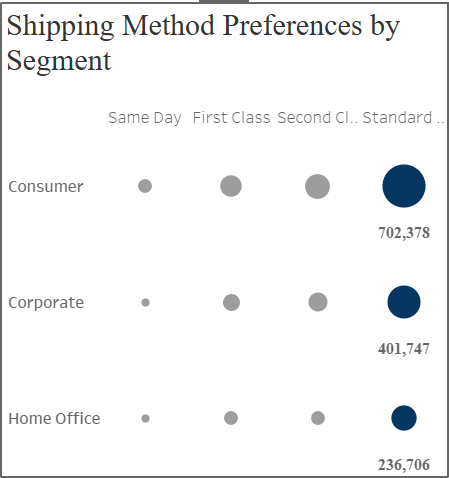 Shipping Method Preferences by
Segment
Same Day First Class Second Cl.. Standard ..
Consumer
702,378
Corporate
401,747
Home Office
236,706